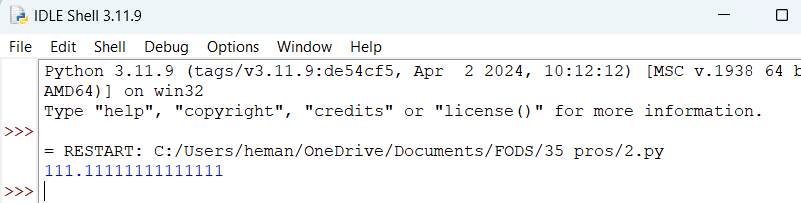 IDLE Shell 3.11.9
File Edit Shell Debug Options Window Help
Python 3.11.9 (tags/v3.11.9:de54cf5, Apr  2 2024, 10:12:12) [MSC v.1938 64 b
AMD64)] on win32
Type "help", "copyright", "credits" or "license()" for more information.
>>>
= RESTART: C:/Users/heman/OneDrive/Documents/FODS/35 pros/2.py
111.11111111111111
>>>